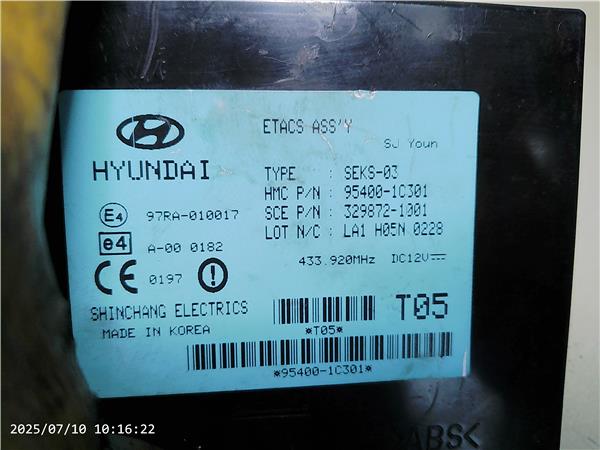 ETACS ASS'Y
SJ Youn
HYUNDAI
TYPE : SEKS-03
HMC P/N : 95400-1C301
SCE P/N : 329872-1001
LOT N/C : LA1 H05N 0228
E4 97RA-010017
e4 A-00 0182
CE 0197
433.920MHz DC12V
SHINCHANG ELECTRICS
MADE IN KOREA
*T05*
T05
*95400-1C301*
2025/07/10 10:16:22
>ABS<